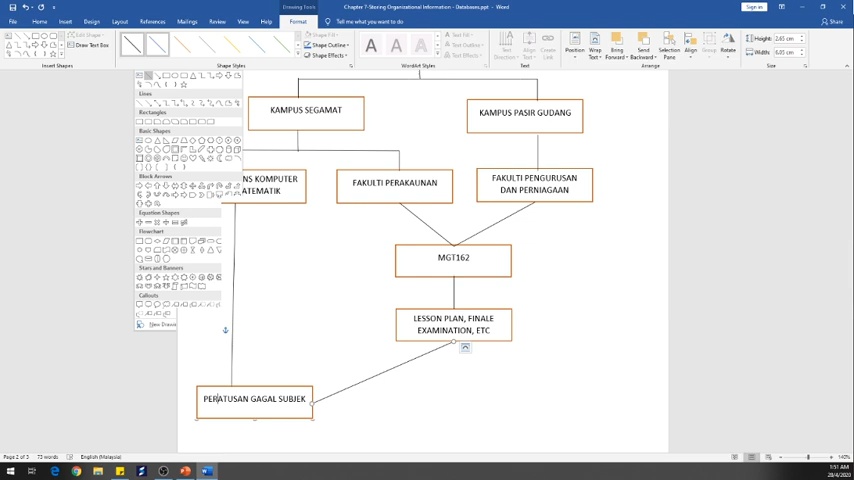 Drawing Tools
Chapter 7-Storing Organizational Information - Databases.ppt - Word
Sign in
File
Home
Insert
Design
Layout
References
Mailings
Review
View
Help
Format
Tell me what you want to do
Share
Edit Shape
Draw Text Box
Insert Shapes
Shape Fill
Shape Outline
Shape Effects
Shape Styles
A A A
Text Fill
Text Outline
Text Effects
WordArt Styles
Text Direction
Align Text
Create Link
Text
Position
Wrap Text
Bring Forward
Send Backward
Selection
Align
Group
Rotate
Arrange
Height: 2.65 cm
Width: 6.05 cm
Size
Lines
Rectangles
Basic Shapes
Block Arrows
Equation Shapes
Flowchart
Stars and Banners
Callouts
New Drawi
KAMPUS SEGAMAT
KAMPUS PASIR GUDANG
NS KOMPUTER
ATEMATIK
FAKULTI PERAKAUNAN
FAKULTI PENGURUSAN
DAN PERNIAGAAN
MGT162
LESSON PLAN, FINALE
EXAMINATION, ETC
PERATUSAN GAGAL SUBJEK
Page 2 of 3
73 words
English (Malaysia)
140%
1:51 AM
28/4/2020